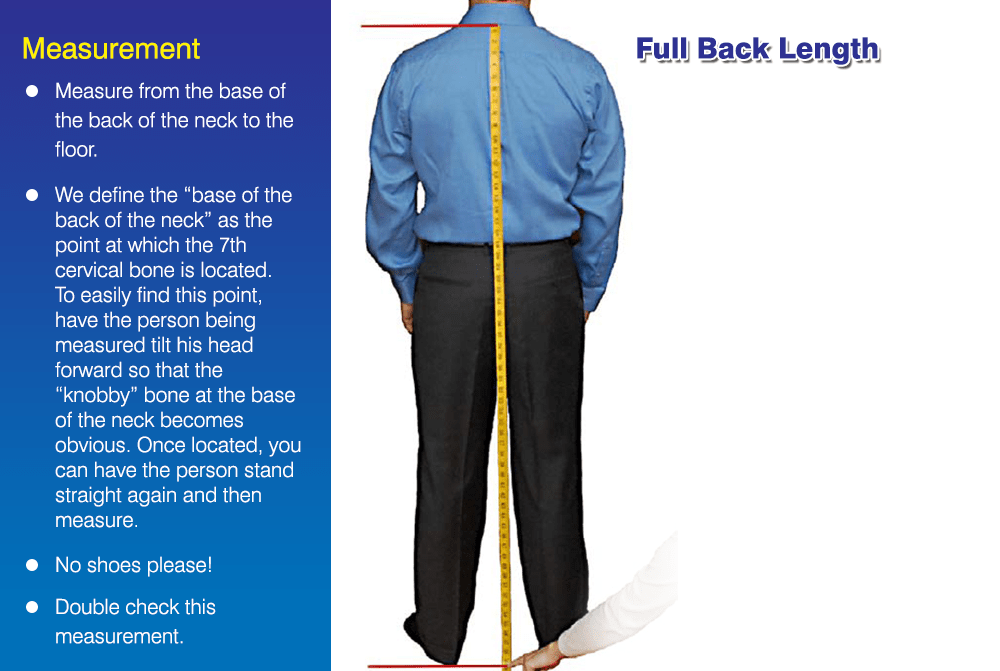 Measurement
Measure from the base of
the back of the neck to the
floor.
We define the “base of the
back of the neck” as the
point at which the 7th
cervical bone is located.
To easily find this point,
have the person being
measured tilt his head
forward so that the
“knobby” bone at the base
of the neck becomes
obvious. Once located, you
can have the person stand
straight again and then
measure.
No shoes please!
Double check this
measurement.
Full Back Length